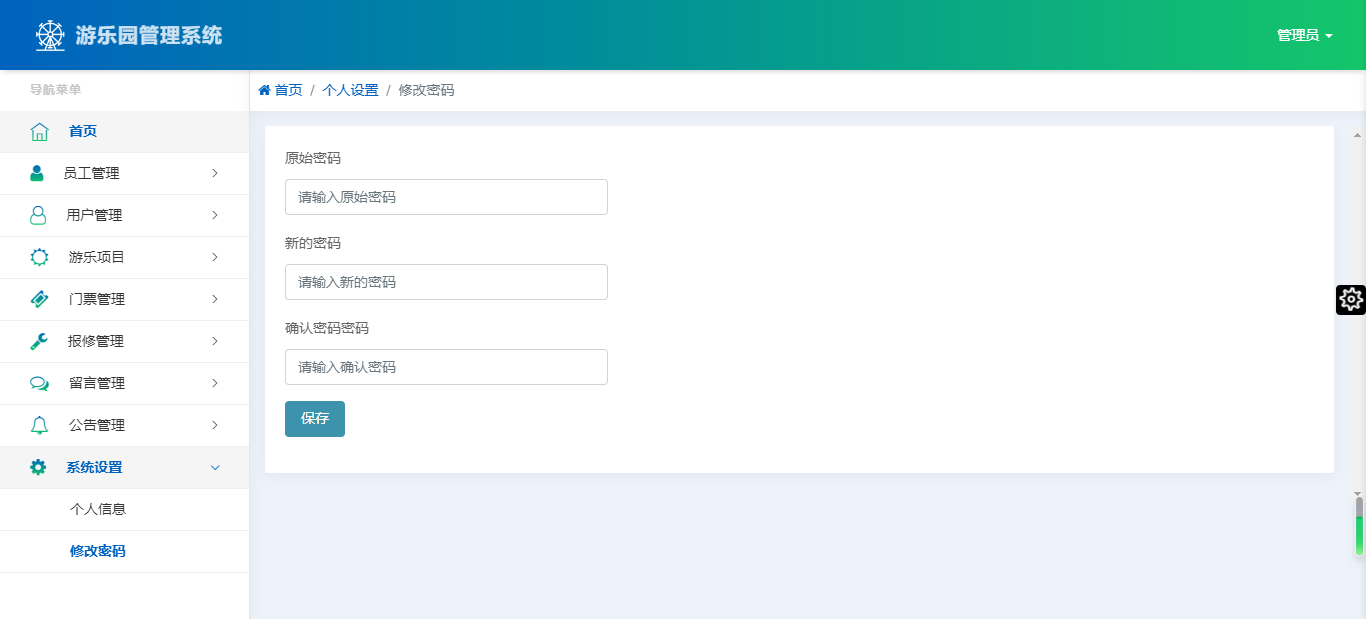 游乐园管理系统
管理员
导航菜单
首页 / 个人设置 / 修改密码
首页
员工管理
用户管理
游乐项目
门票管理
报修管理
留言管理
公告管理
系统设置
个人信息
修改密码
原始密码
请输入原始密码
新的密码
请输入新的密码
确认密码密码
请输入确认密码
保存